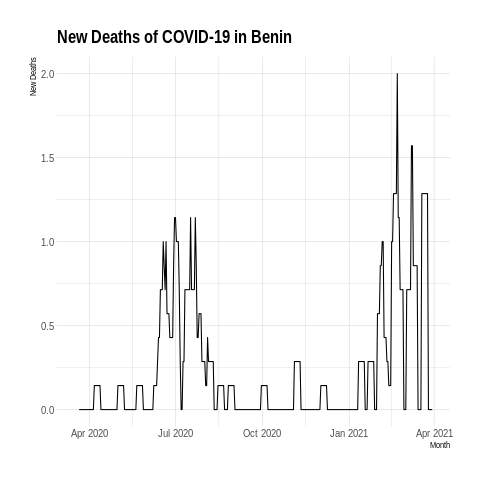 New Deaths of COVID-19 in Benin
New Deaths
2.0
1.5
1.0
0.5
0.0
Apr 2020
Jul 2020
Oct 2020
Jan 2021
Apr 2021
Month